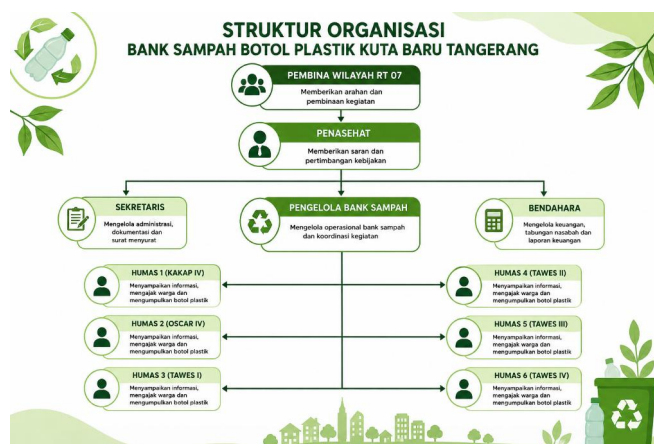 STRUKTUR ORGANISASI
BANK SAMPAH BOTOL PLASTIK KUTA BARU TANGERANG
PEMBINA WILAYAH RT 07
Memberikan arahan dan
pembinaan kegiatan
PENASEHAT
Memberikan saran dan
pertimbangan kebijakan
SEKRETARIS
Mengelola administrasi,
dokumentasi dan
surat menyurat
PENGELOLA BANK SAMPAH
Mengelola operasional bank sampah
dan koordinasi kegiatan
BENDAHARA
Mengelola keuangan,
tabungan nasabah dan
laporan keuangan
HUMAS 1 (KAKAP IV)
Menyampaikan informasi,
mengajak warga dan
mengumpulkan botol plastik
HUMAS 4 (TAWES II)
Menyampaikan informasi,
mengajak warga dan
mengumpulkan botol plastik
HUMAS 2 (OSCAR IV)
Menyampaikan informasi,
mengajak warga dan
mengumpulkan botol plastik
HUMAS 5 (TAWES III)
Menyampaikan informasi,
mengajak warga dan
mengumpulkan botol plastik
HUMAS 3 (TAWES I)
Menyampaikan informasi,
mengajak warga dan
mengumpulkan botol plastik
HUMAS 6 (TAWES IV)
Menyampaikan informasi,
mengajak warga dan
mengumpulkan botol plastik